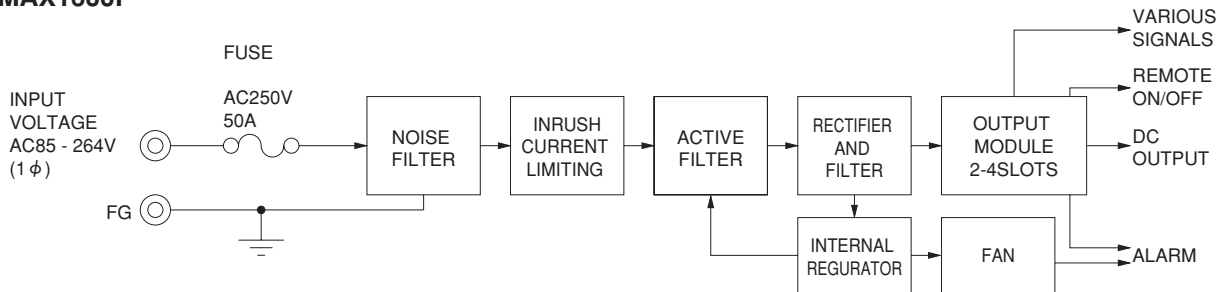 FUSE
AC250V
50A
INPUT
VOLTAGE
AC85 - 264V
(1φ)
FG
NOISE
FILTER
INRUSH
CURRENT
LIMITING
ACTIVE
FILTER
RECTIFIER
AND
FILTER
OUTPUT
MODULE
2-4SLOTS
VARIOUS
SIGNALS
REMOTE
ON/OFF
DC
OUTPUT
INTERNAL
REGURATOR
FAN
ALARM